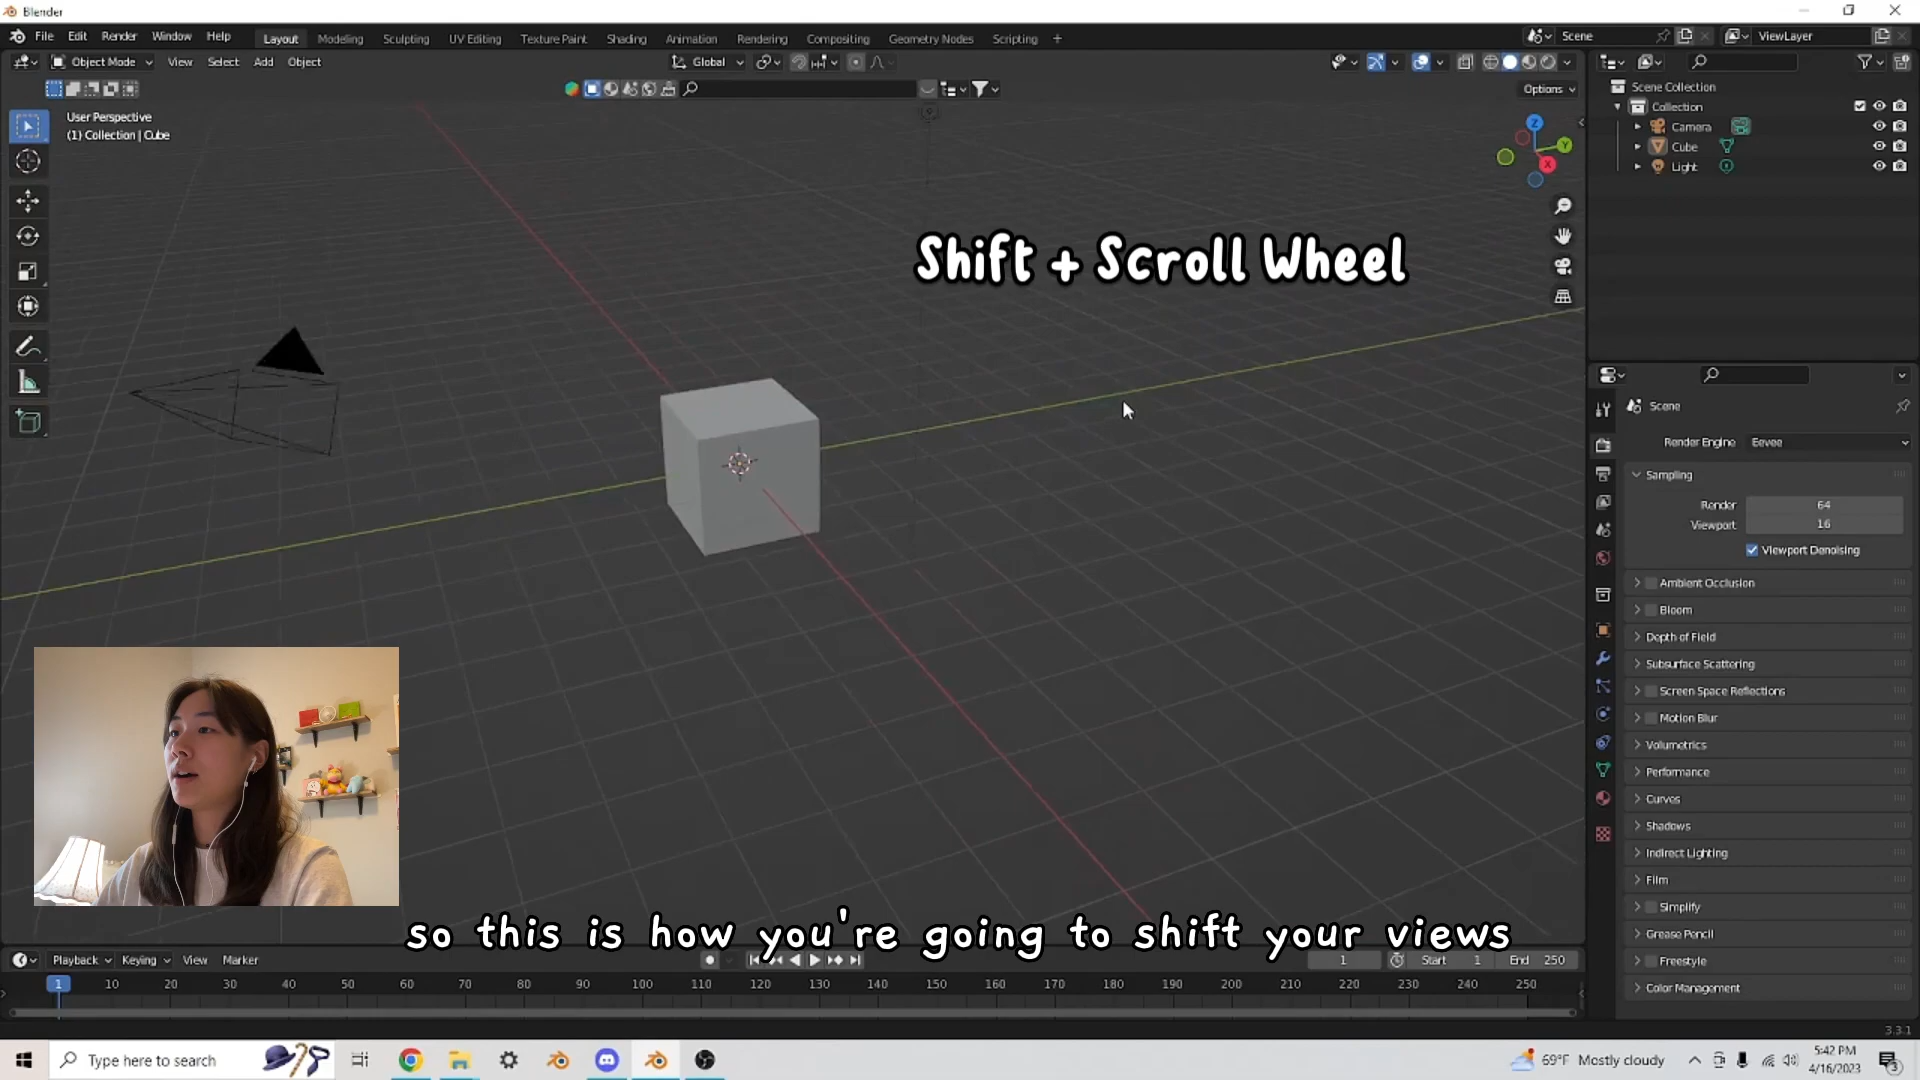 Blender
File Edit Render Window Help
Layout Modeling Sculpting UV Editing Texture Paint Shading Animation Rendering Compositing Geometry Nodes Scripting +
Scene
ViewLayer
Object Mode View Select Add Object
Global
Options
User Perspective
(1) Collection | Cube
Z
Y
X
Scene Collection
Collection
Camera
Cube
Light
Shift + Scroll Wheel
Scene
Render Engine Eevee
Sampling
Render 64
Viewport 16
Viewport Denoising
Ambient Occlusion
Bloom
Depth of Field
Subsurface Scattering
Screen Space Reflections
Motion Blur
Volumetrics
Performance
Curves
Shadows
Indirect Lighting
Film
Simplify
Grease Pencil
Freestyle
Color Management
so this is how you're going to shift your views
Playback Keying View Marker
1 Start 1 End 250
1 10 20 30 40 50 60 70 80 90 100 110 120 130 140 150 160 170 180 190 200 210 220 230 240 250
3.3.1
Type here to search
69°F Mostly cloudy
5:42 PM
4/16/2023
3